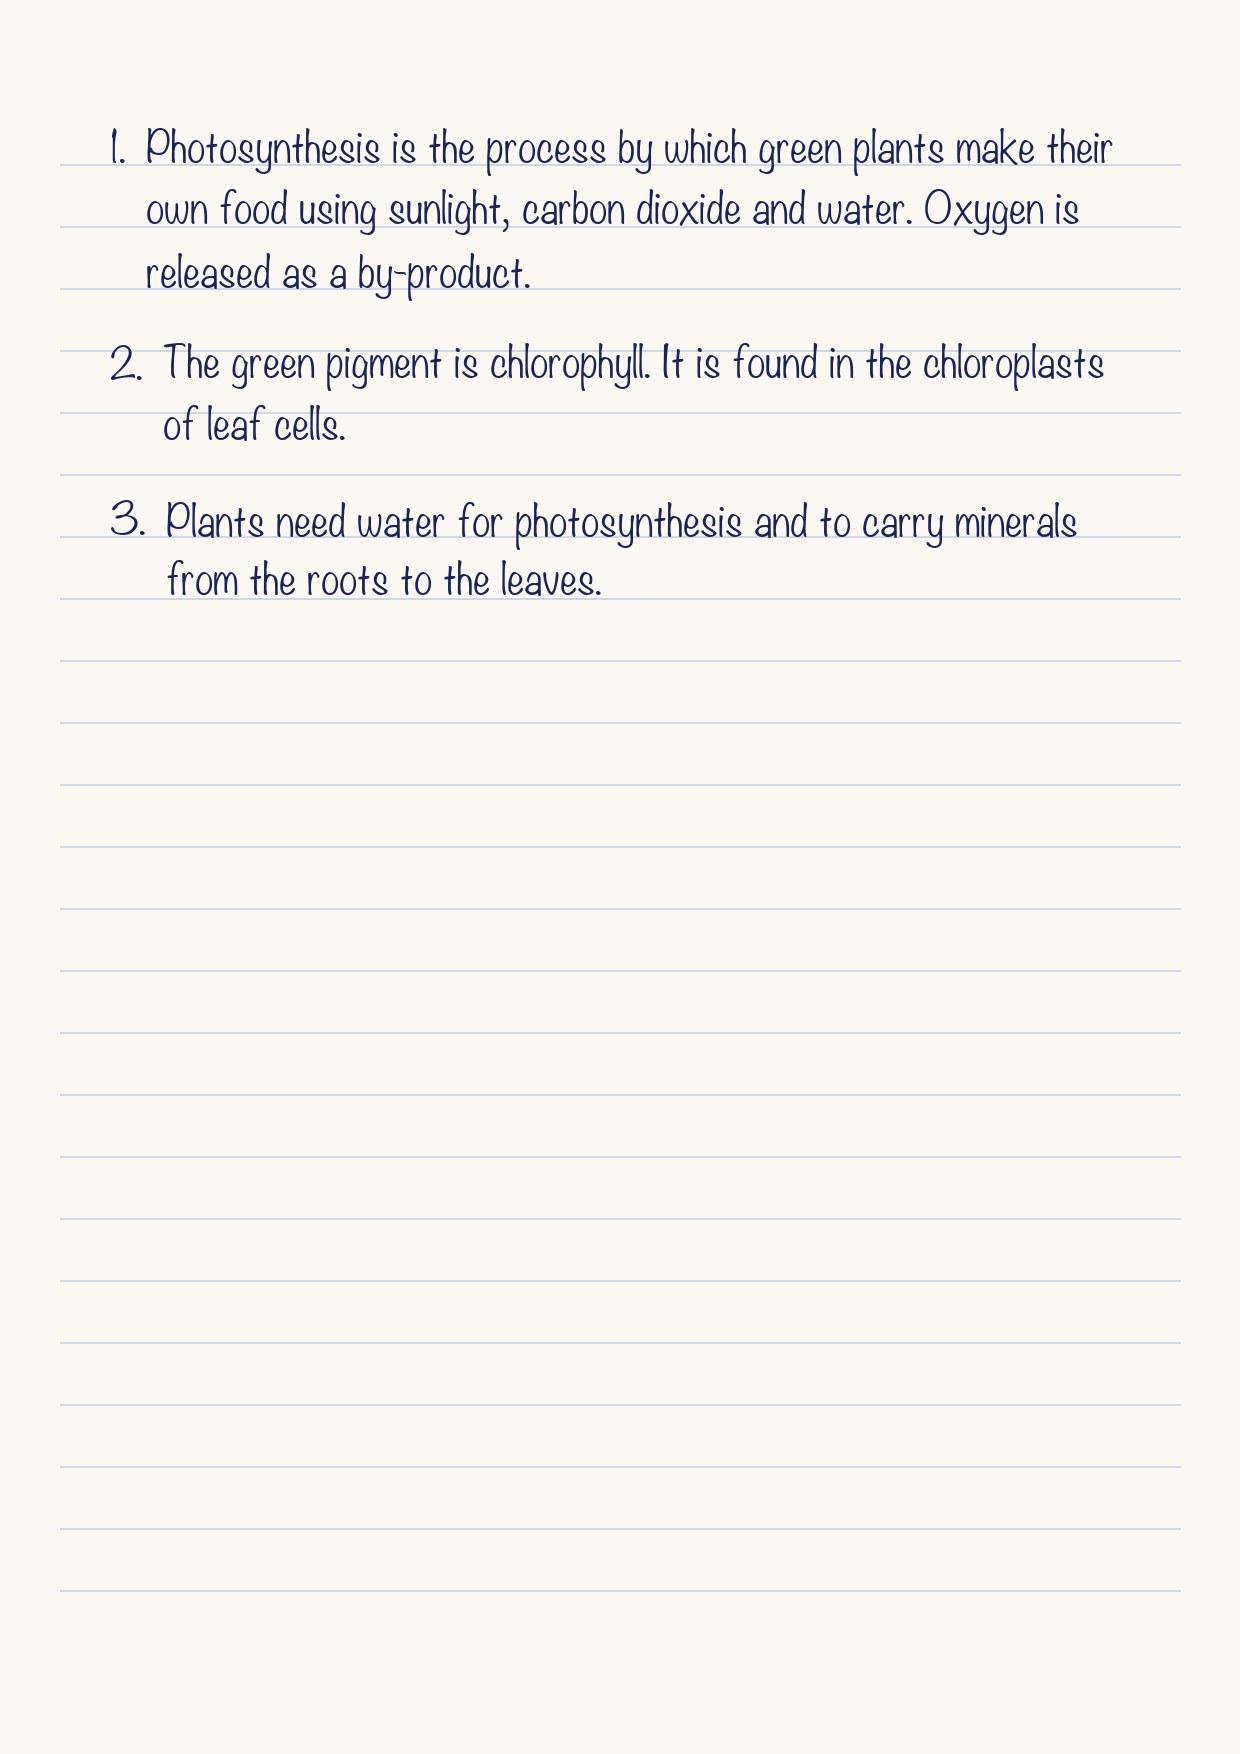 1. Photosynthesis is the process by which green plants make their
own food using sunlight, carbon dioxide and water. Oxygen is
released as a by-product.
2. The green pigment is chlorophyll. It is found in the chloroplasts
of leaf cells.
3. Plants need water for photosynthesis and to carry minerals
from the roots to the leaves.